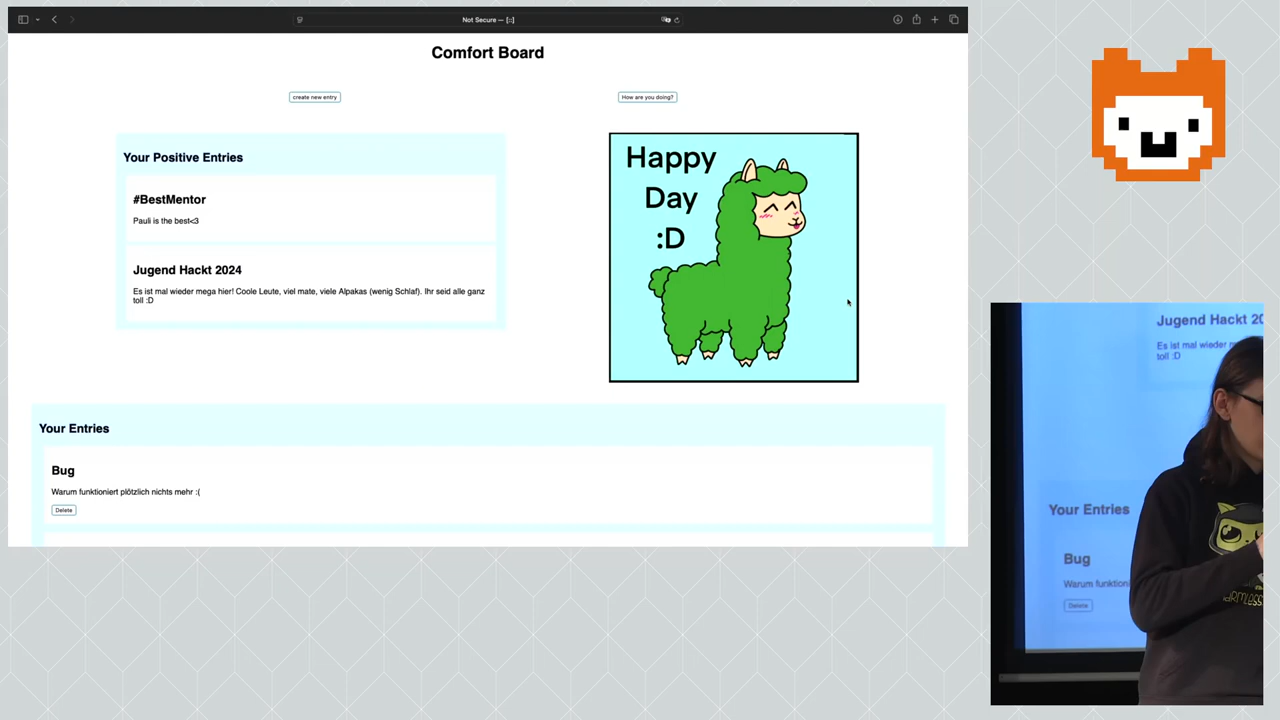 Not Secure — [::]
Comfort Board
create new entry
How are you doing?
Your Positive Entries
#BestMentor
Pauli is the best<3
Jugend Hackt 2024
Es ist mal wieder mega hier! Coole Leute, viel mate, viele Alpakas (wenig Schlaf). Ihr seid alle ganz
toll :D
Happy
Day
:D
Your Entries
Bug
Warum funktioniert plötzlich nichts mehr :(
Delete
Jugend Hackt 20
Es ist mal wieder m
toll :D
Your Entries
Bug
Warum funktioni
Delete